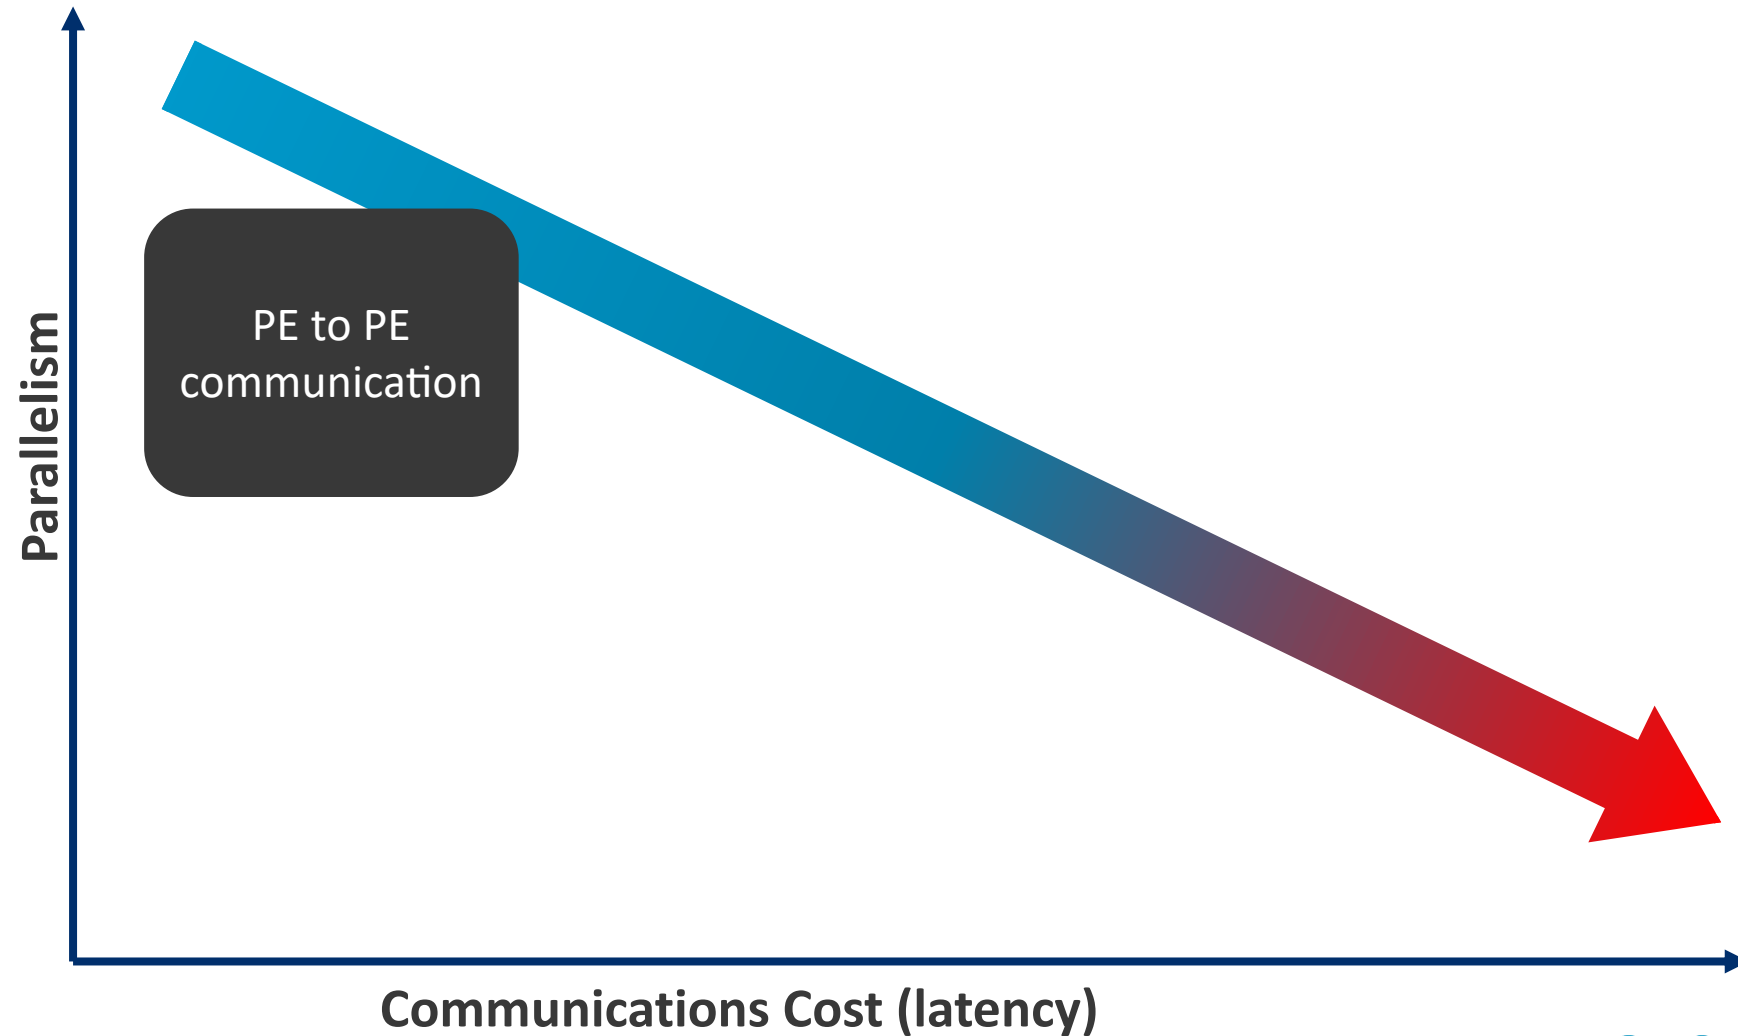 Parallelism
PE to PE
communication
Communications Cost (latency)